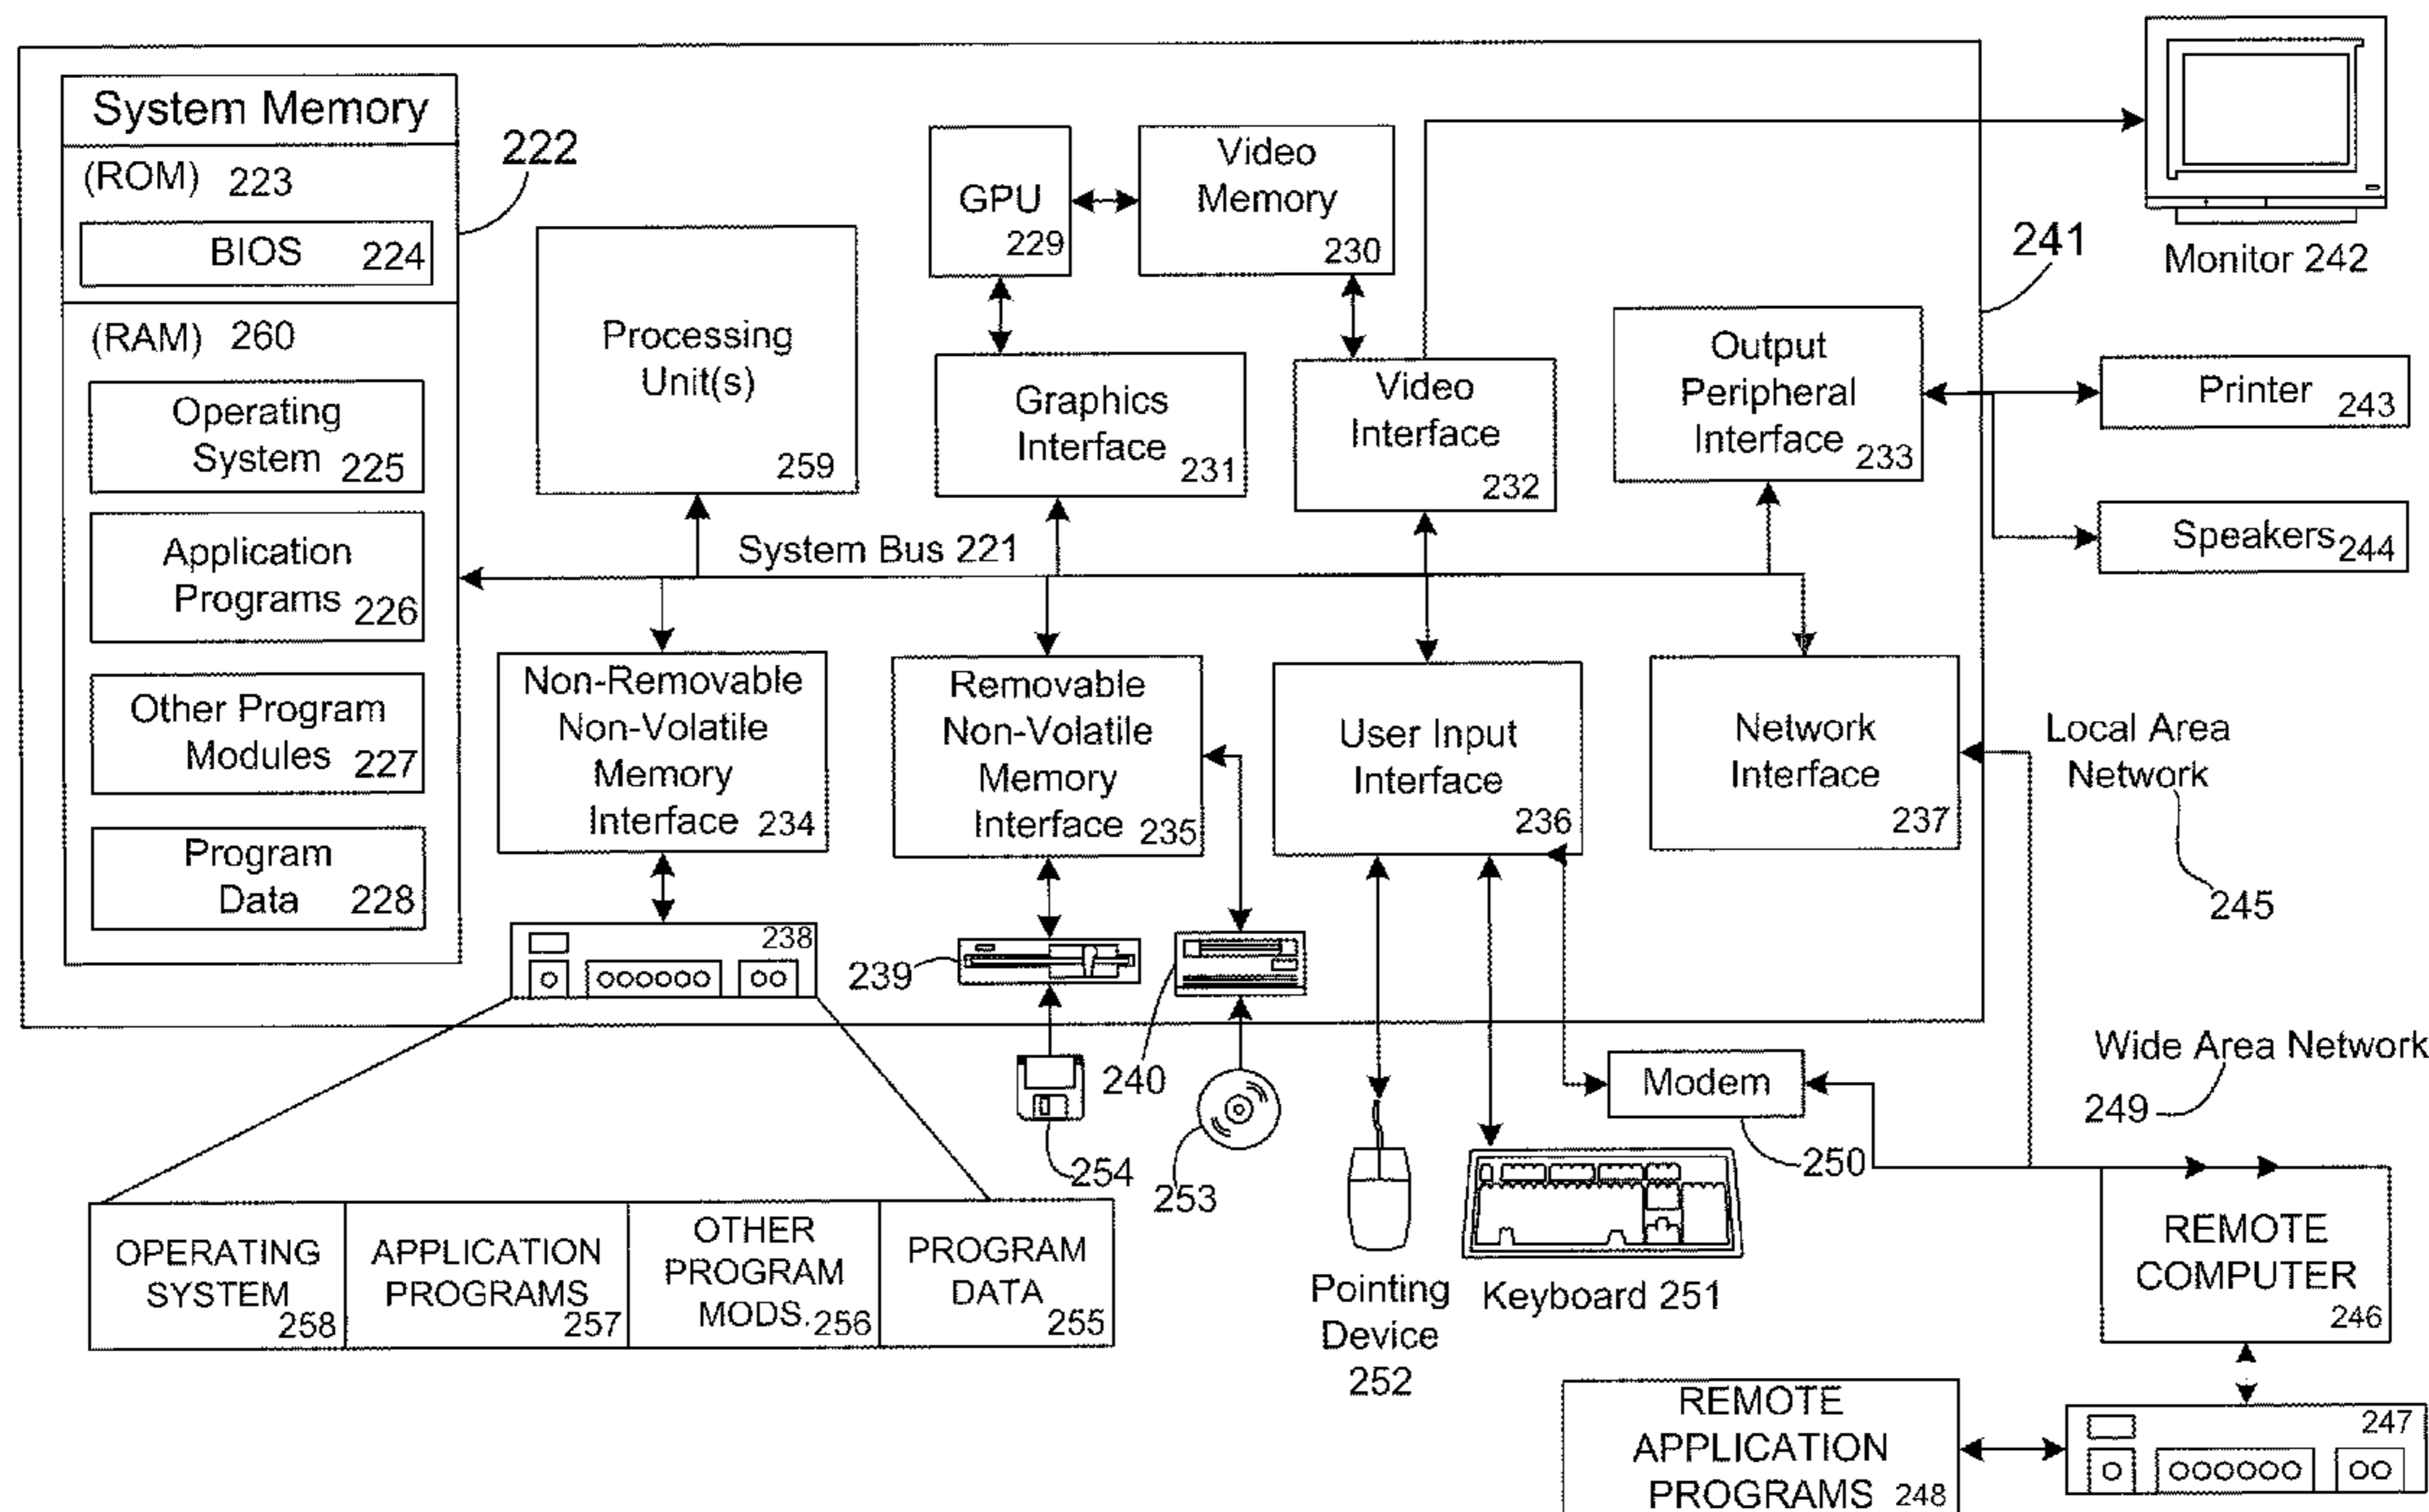 System Memory
(ROM) 223
BIOS 224
222
(RAM) 260
Operating
System 225
Application
Programs 226
Other Program
Modules 227
Program
Data 228
Processing
Unit(s)
259
GPU
229
Video
Memory
230
Graphics
Interface
231
Video
Interface
232
Output
Peripheral
Interface 233
241
Monitor 242
Printer 243
Speakers 244
System Bus 221
Non-Removable
Non-Volatile
Memory
Interface 234
Removable
Non-Volatile
Memory
Interface 235
User Input
Interface
236
Network
Interface
237
Local Area
Network
245
238
239
240
254
253
Modem
250
Wide Area Network
249
OPERATING
SYSTEM
258
APPLICATION
PROGRAMS
257
OTHER
PROGRAM
MODS. 256
PROGRAM
DATA
255
Pointing
Device
252
Keyboard 251
REMOTE
COMPUTER
246
REMOTE
APPLICATION
PROGRAMS 248
247